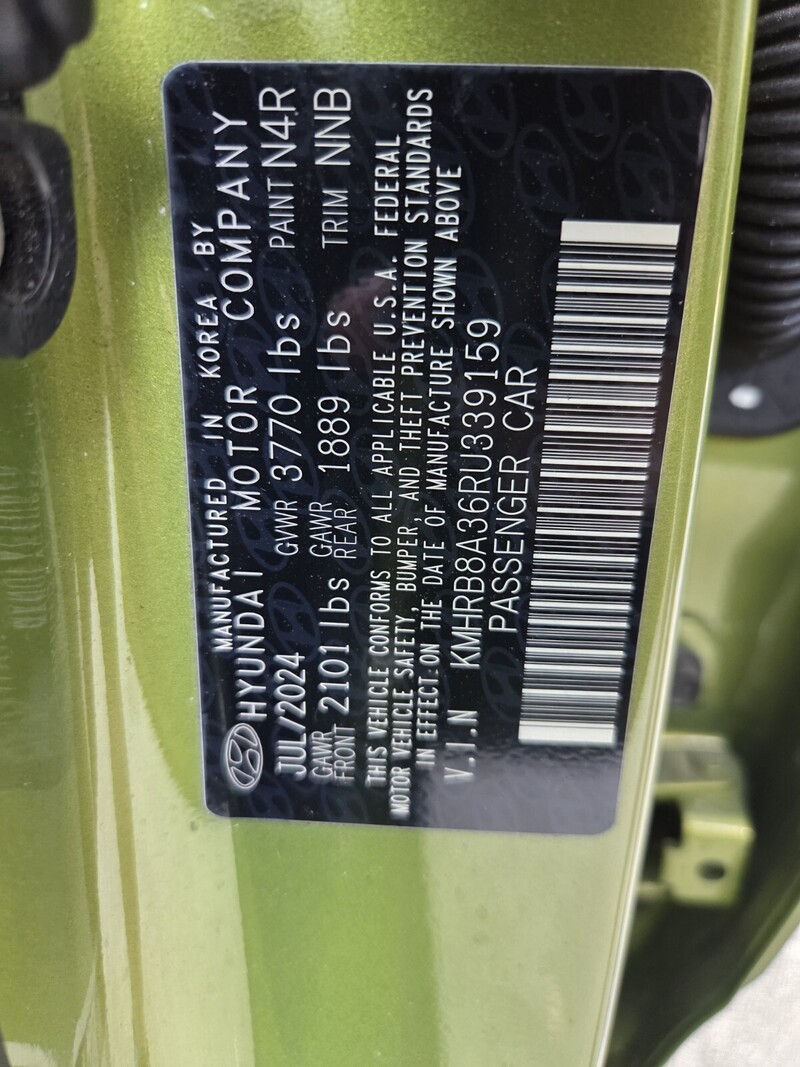 MANUFACTURED IN KOREA BY
HYUNDAI MOTOR COMPANY
JUL/2024 GVWR 3770 lbs PAINT N4R
GAWR FRONT 2101 lbs GAWR REAR 1889 lbs TRIM NNB
THIS VEHICLE CONFORMS TO ALL APPLICABLE U.S.A. FEDERAL
MOTOR VEHICLE SAFETY, BUMPER, AND THEFT PREVENTION STANDARDS
IN EFFECT ON THE DATE OF MANUFACTURE SHOWN ABOVE
V.I.N KMHRB8A36RU339159
PASSENGER CAR